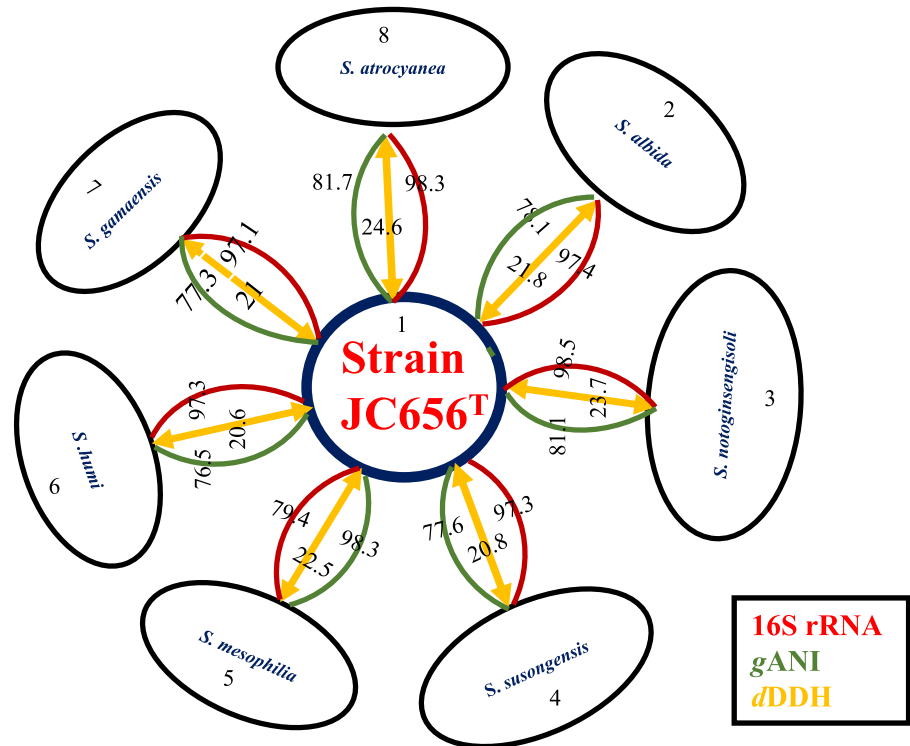 8
S. atrocyanea
2
S. albida
7
S. gamaensis
81.7
98.3
24.6
78.1
97.4
21.8
97.1
77.3
21
1
Strain
JC656ᵀ
98.5
23.7
81.1
3
S. notoginsengisoli
97.3
20.6
76.5
S .humi
6
79.4
98.3
22.5
77.6
97.3
20.8
S. mesophilia
5
S. susongensis
4
16S rRNA
gANI
dDDH